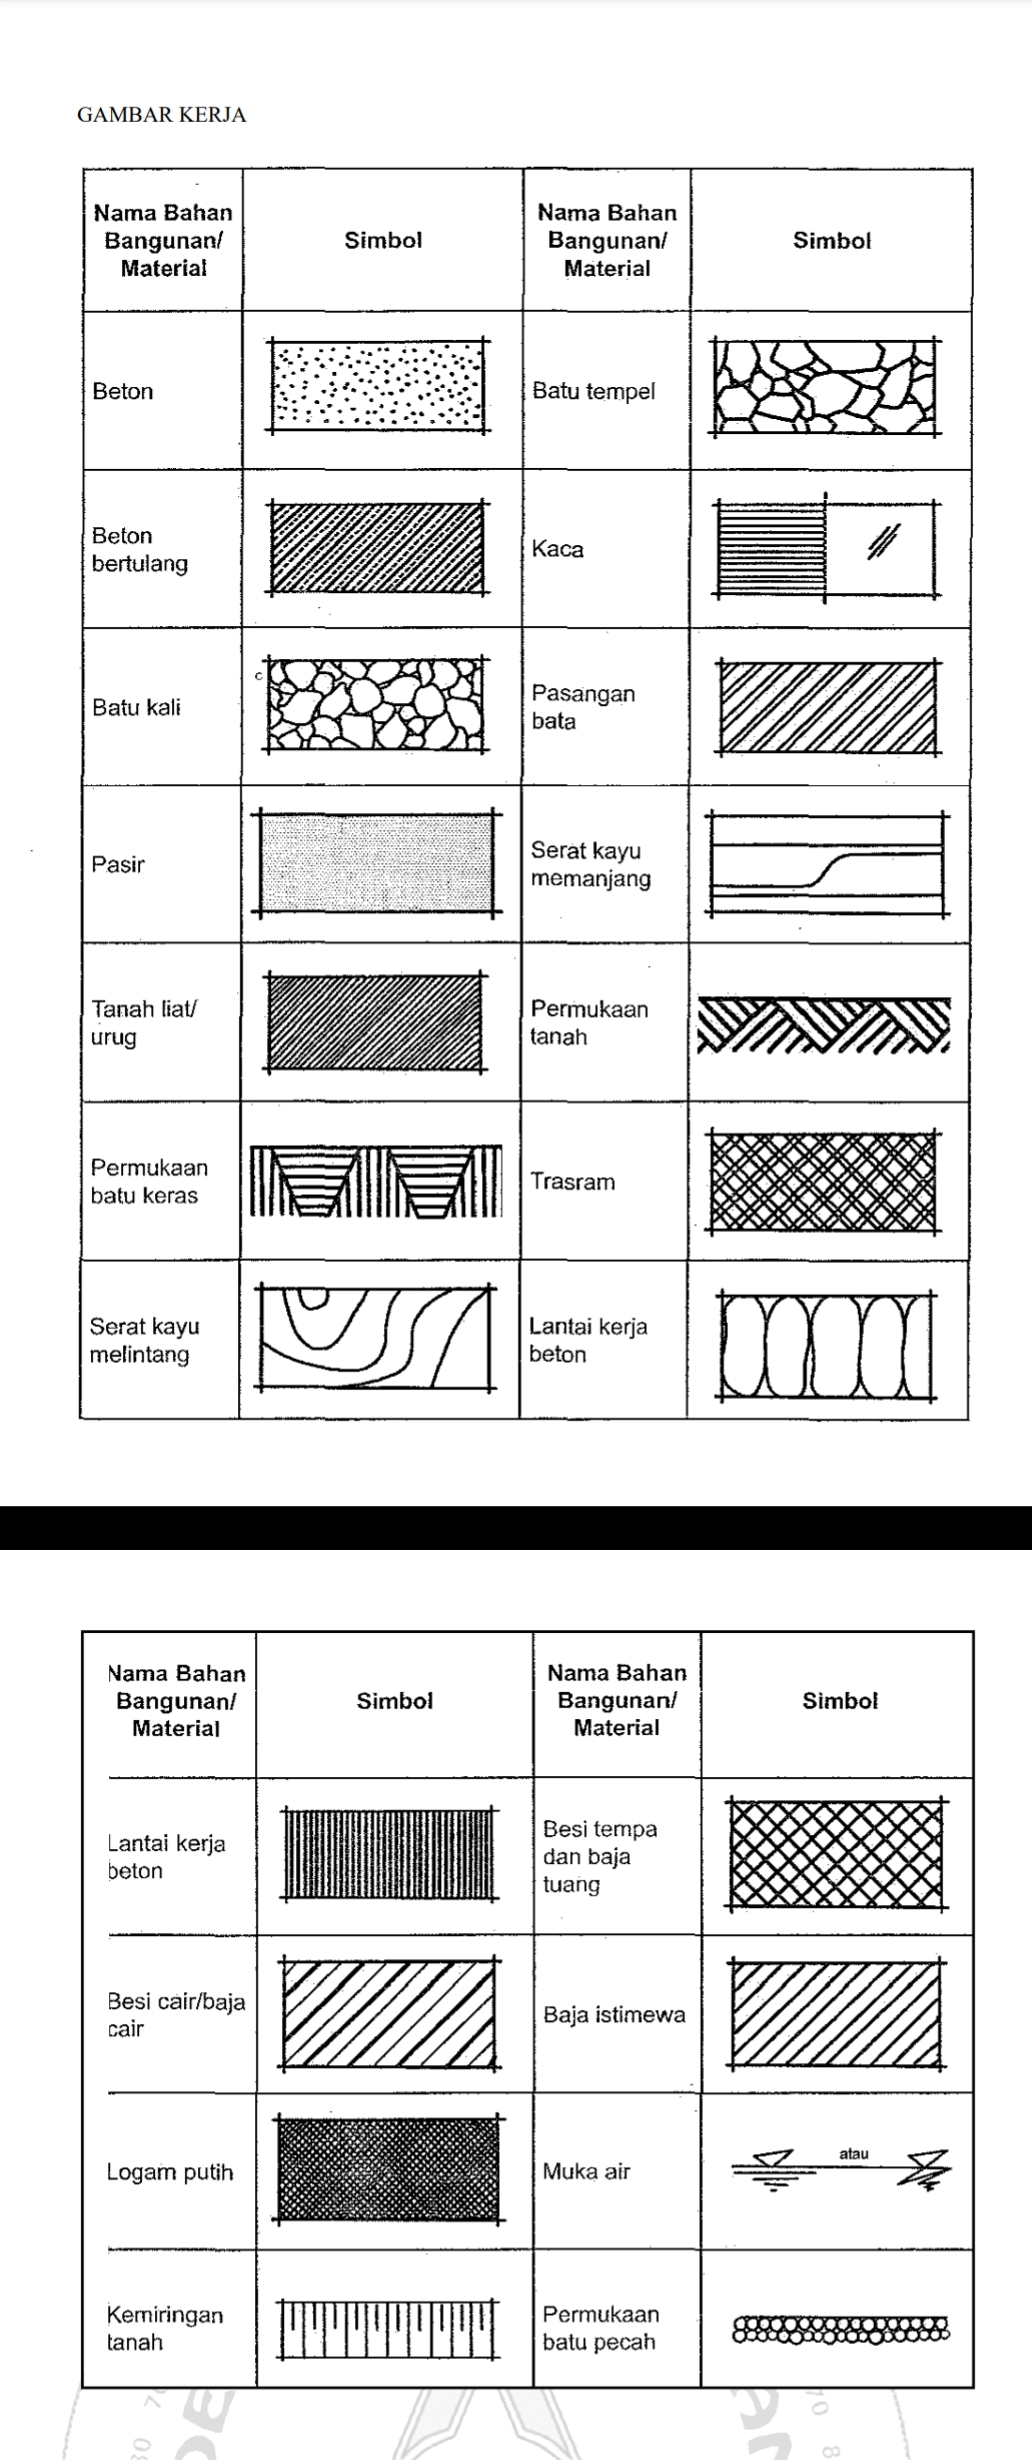 GAMBAR KERJA
Nama Bahan
Bangunan/
Material
Simbol
Nama Bahan
Bangunan/
Material
Simbol
Beton
Batu tempel
Beton
bertulang
Kaca
Batu kali
Pasangan
bata
Pasir
Serat kayu
memanjang
Tanah liat/
urug
Permukaan
tanah
Permukaan
batu keras
Trasram
Serat kayu
melintang
Lantai kerja
beton
Nama Bahan
Bangunan/
Material
Simbol
Nama Bahan
Bangunan/
Material
Simbol
Lantai kerja
beton
Besi tempa
dan baja
tuang
Besi cair/baja
cair
Baja istimewa
Logam putih
Muka air
atau
Kemiringan
tanah
Permukaan
batu pecah